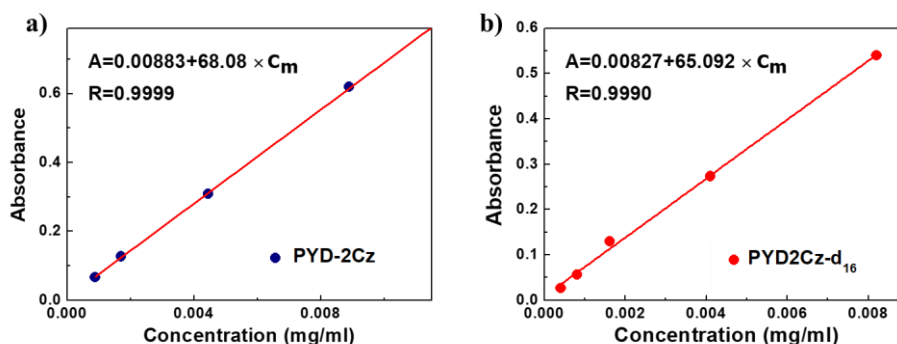 a)
A=0.00883+68.08 × Cm
R=0.9999
Absorbance
0.6
0.4
0.2
0.0
PYD-2Cz
0.000 0.004 0.008
Concentration (mg/ml)
b)
A=0.00827+65.092 × Cm
R=0.9990
Absorbance
0.6
0.5
0.4
0.3
0.2
0.1
0.0
PYD2Cz-d16
0.000 0.002 0.004 0.006 0.008
Concentration (mg/ml)